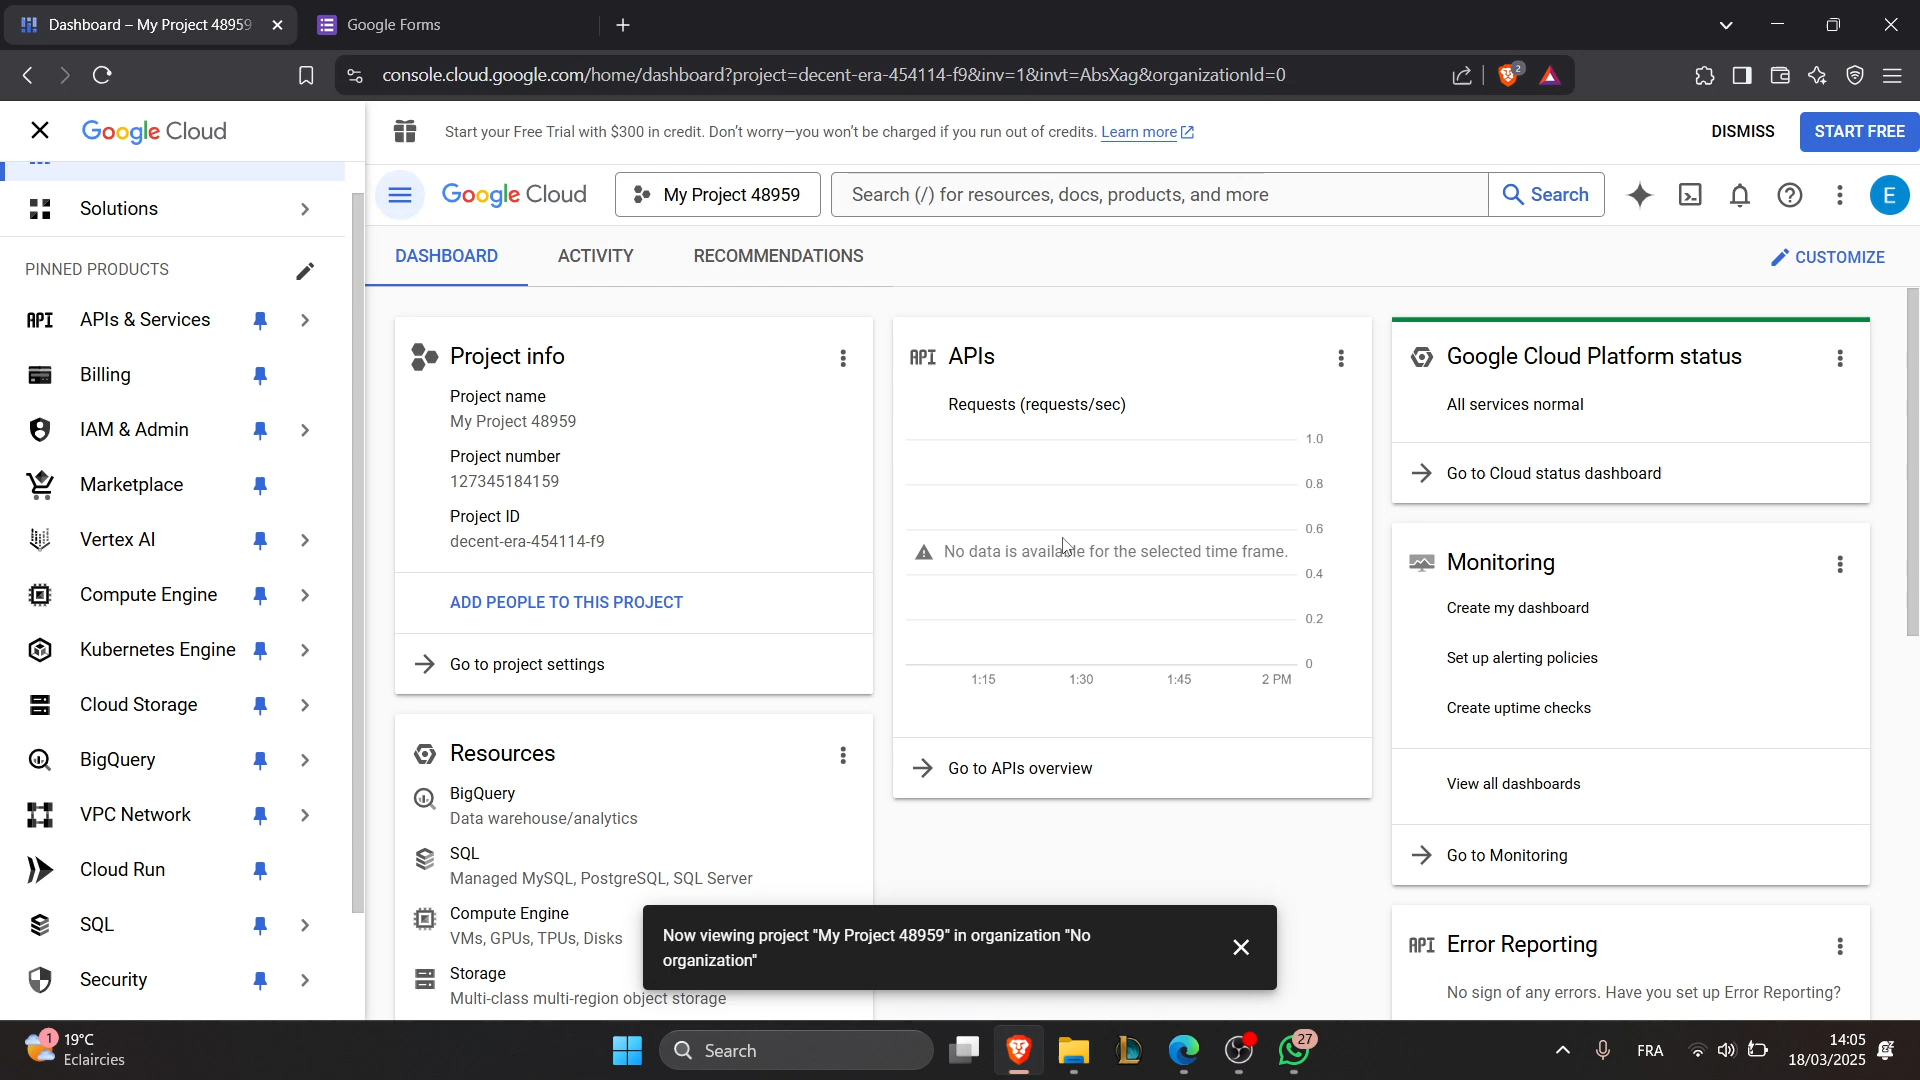 Dashboard – My Project 48959
Google Forms
console.cloud.google.com/home/dashboard?project=decent-era-454114-f9&inv=1&invt=AbsXag&organizationId=0
2
Google Cloud
Start your Free Trial with $300 in credit. Don't worry—you won't be charged if you run out of credits. Learn more
DISMISS
START FREE
Google Cloud
My Project 48959
Search (/) for resources, docs, products, and more
Search
E
Solutions
PINNED PRODUCTS
API APIs & Services
Billing
IAM & Admin
Marketplace
Vertex AI
Compute Engine
Kubernetes Engine
Cloud Storage
BigQuery
VPC Network
Cloud Run
SQL
Security
DASHBOARD
ACTIVITY
RECOMMENDATIONS
CUSTOMIZE
Project info
Project name
My Project 48959
Project number
127345184159
Project ID
decent-era-454114-f9
ADD PEOPLE TO THIS PROJECT
Go to project settings
Resources
BigQuery
Data warehouse/analytics
SQL
Managed MySQL, PostgreSQL, SQL Server
Compute Engine
VMs, GPUs, TPUs, Disks
Storage
Multi-class multi-region object storage
API APIs
Requests (requests/sec)
1.0
0.8
0.6
No data is available for the selected time frame.
0.4
0.2
0
1:15
1:30
1:45
2 PM
Go to APIs overview
Google Cloud Platform status
All services normal
Go to Cloud status dashboard
Monitoring
Create my dashboard
Set up alerting policies
Create uptime checks
View all dashboards
Go to Monitoring
API Error Reporting
No sign of any errors. Have you set up Error Reporting?
Now viewing project "My Project 48959" in organization "No
organization"
1
19°C
Eclaircies
Search
27
FRA
14:05
18/03/2025